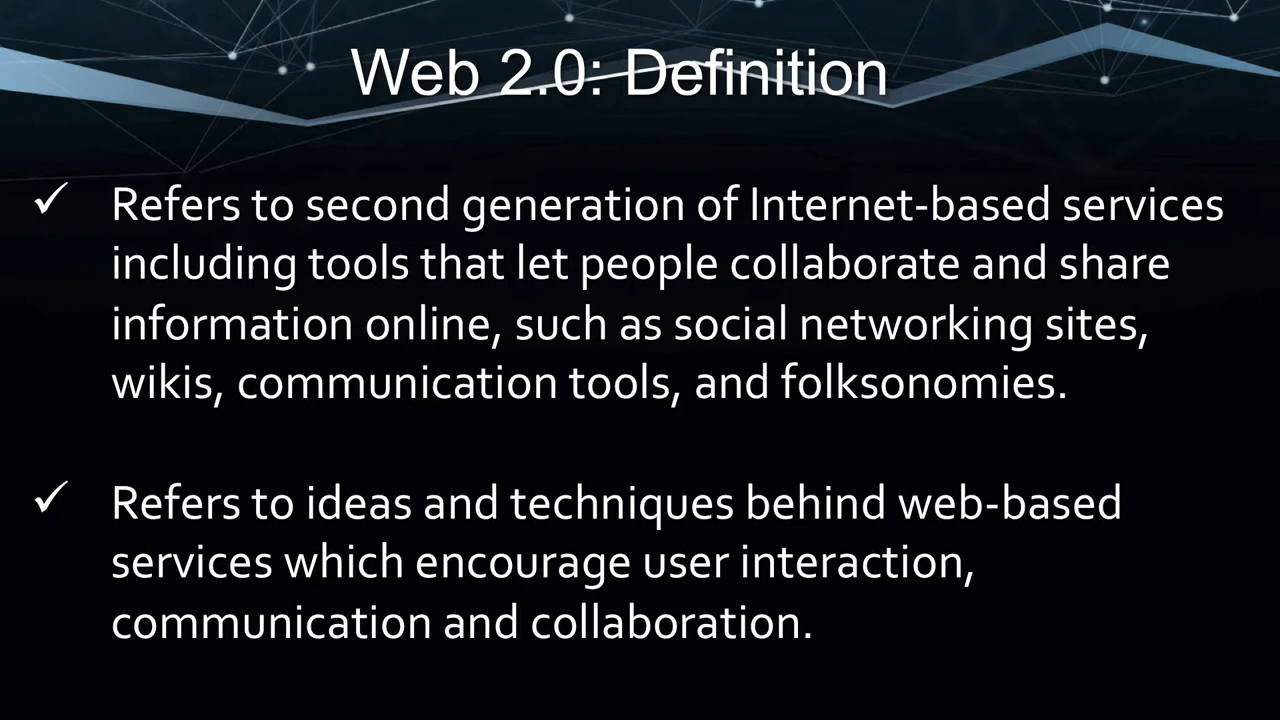 Web 2.0: Definition
✓ Refers to second generation of Internet-based services
including tools that let people collaborate and share
information online, such as social networking sites,
wikis, communication tools, and folksonomies.
✓ Refers to ideas and techniques behind web-based
services which encourage user interaction,
communication and collaboration.